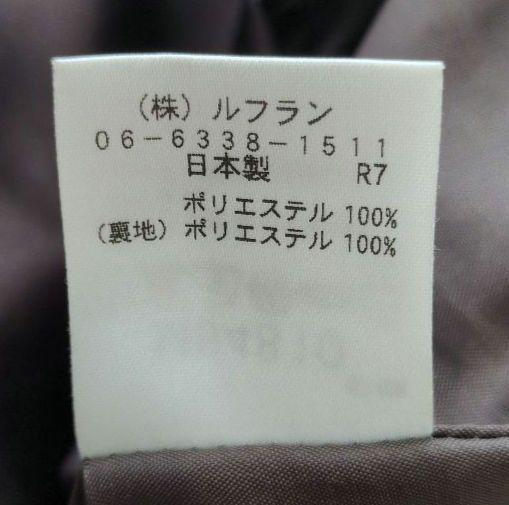 （株）ルフラン
06-6338-1511
日本製 R7
ポリエステル 100%
（裏地）ポリエステル 100%